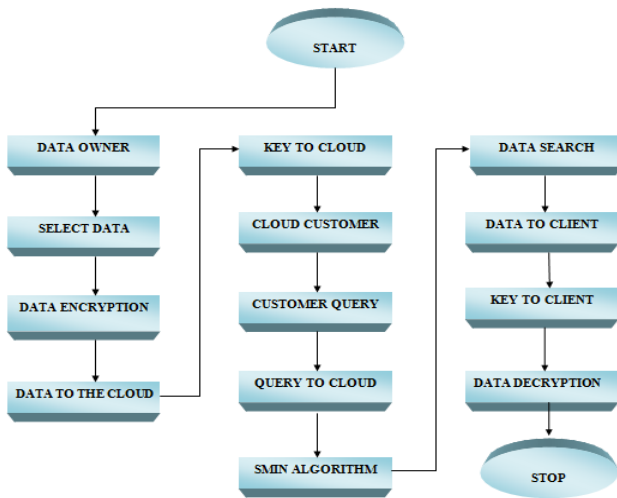 START
DATA OWNER
SELECT DATA
DATA ENCRYPTION
DATA TO THE CLOUD
KEY TO CLOUD
CLOUD CUSTOMER
CUSTOMER QUERY
QUERY TO CLOUD
SMIN ALGORITHM
DATA SEARCH
DATA TO CLIENT
KEY TO CLIENT
DATA DECRYPTION
STOP